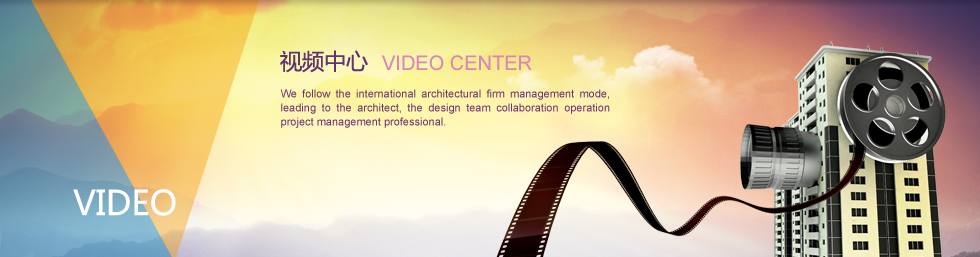 视频中心 VIDEO CENTER
We follow the international architectural firm management mode,
leading to the architect, the design team collaboration operation
project management professional.
VIDEO